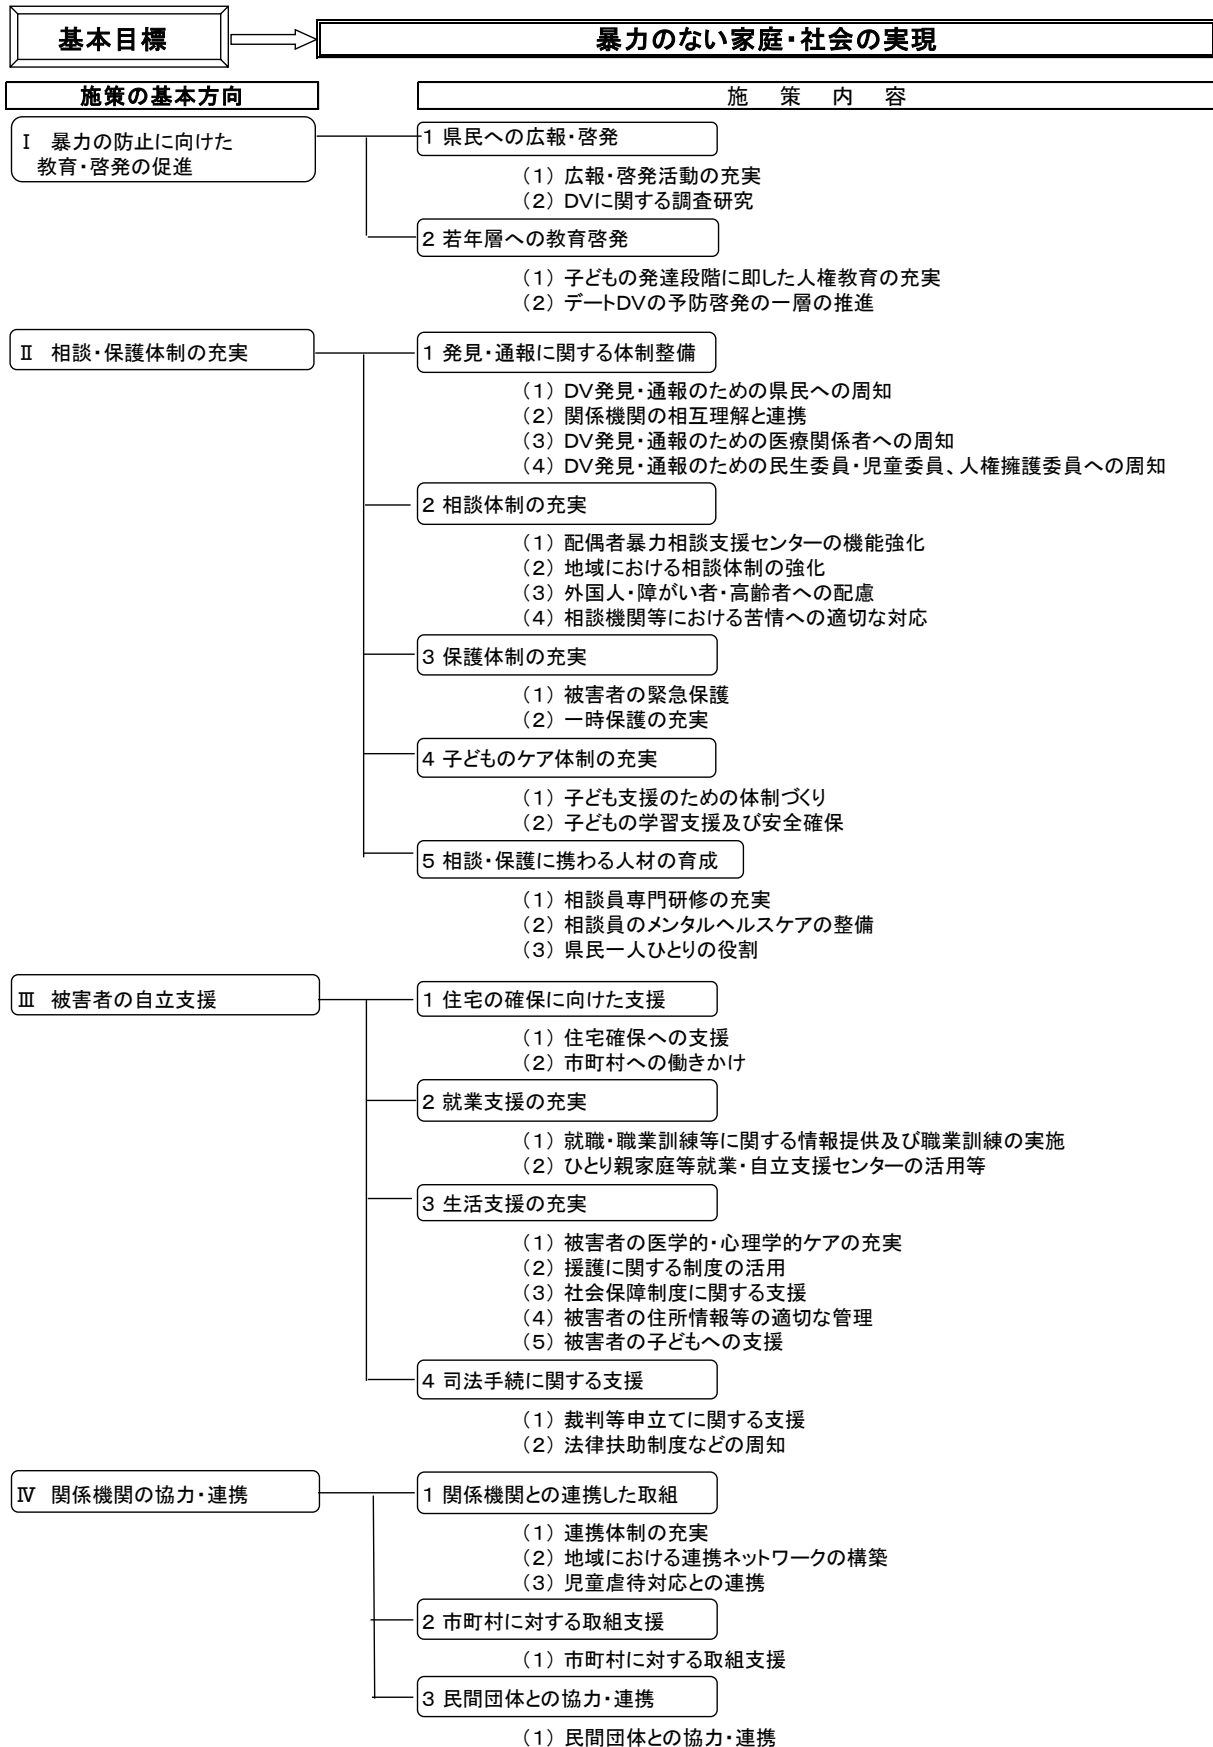 基本目標
暴力のない家庭・社会の実現
施策の基本方向
施 策 内 容
Ⅰ 暴力の防止に向けた
教育・啓発の促進
1 県民への広報・啓発
(1) 広報・啓発活動の充実
(2) DVに関する調査研究
2 若年層への教育啓発
(1) 子どもの発達段階に即した人権教育の充実
(2) デートDVの予防啓発の一層の推進
Ⅱ 相談・保護体制の充実
1 発見・通報に関する体制整備
(1) DV発見・通報のための県民への周知
(2) 関係機関の相互理解と連携
(3) DV発見・通報のための医療関係者への周知
(4) DV発見・通報のための民生委員・児童委員、人権擁護委員への周知
2 相談体制の充実
(1) 配偶者暴力相談支援センターの機能強化
(2) 地域における相談体制の強化
(3) 外国人・障がい者・高齢者への配慮
(4) 相談機関等における苦情への適切な対応
3 保護体制の充実
(1) 被害者の緊急保護
(2) 一時保護の充実
4 子どものケア体制の充実
(1) 子ども支援のための体制づくり
(2) 子どもの学習支援及び安全確保
5 相談・保護に携わる人材の育成
(1) 相談員専門研修の充実
(2) 相談員のメンタルヘルスケアの整備
(3) 県民一人ひとりの役割
Ⅲ 被害者の自立支援
1 住宅の確保に向けた支援
(1) 住宅確保への支援
(2) 市町村への働きかけ
2 就業支援の充実
(1) 就職・職業訓練等に関する情報提供及び職業訓練の実施
(2) ひとり親家庭等就業・自立支援センターの活用等
3 生活支援の充実
(1) 被害者の医学的・心理学的ケアの充実
(2) 援護に関する制度の活用
(3) 社会保障制度に関する支援
(4) 被害者の住所情報等の適切な管理
(5) 被害者の子どもへの支援
4 司法手続に関する支援
(1) 裁判等申立てに関する支援
(2) 法律扶助制度などの周知
Ⅳ 関係機関の協力・連携
1 関係機関との連携した取組
(1) 連携体制の充実
(2) 地域における連携ネットワークの構築
(3) 児童虐待対応との連携
2 市町村に対する取組支援
(1) 市町村に対する取組支援
3 民間団体との協力・連携
(1) 民間団体との協力・連携